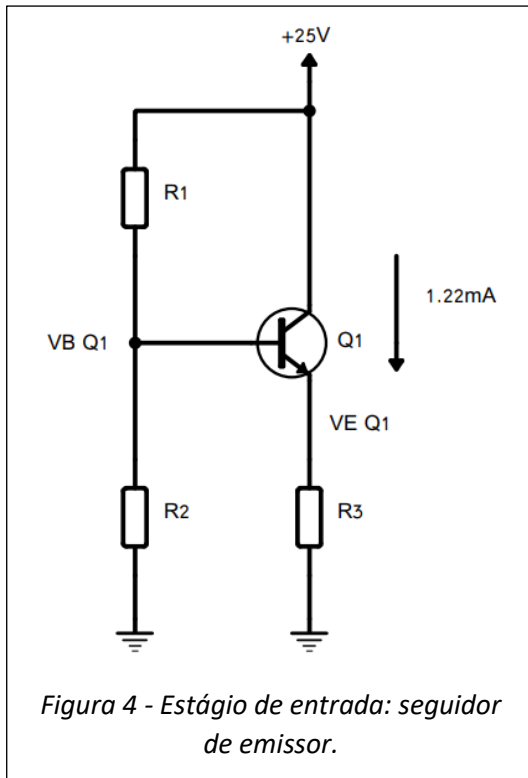 +25V
R1
1.22mA
VB Q1
Q1
VE Q1
R2
R3
Figura 4 - Estágio de entrada: seguidor
de emissor.